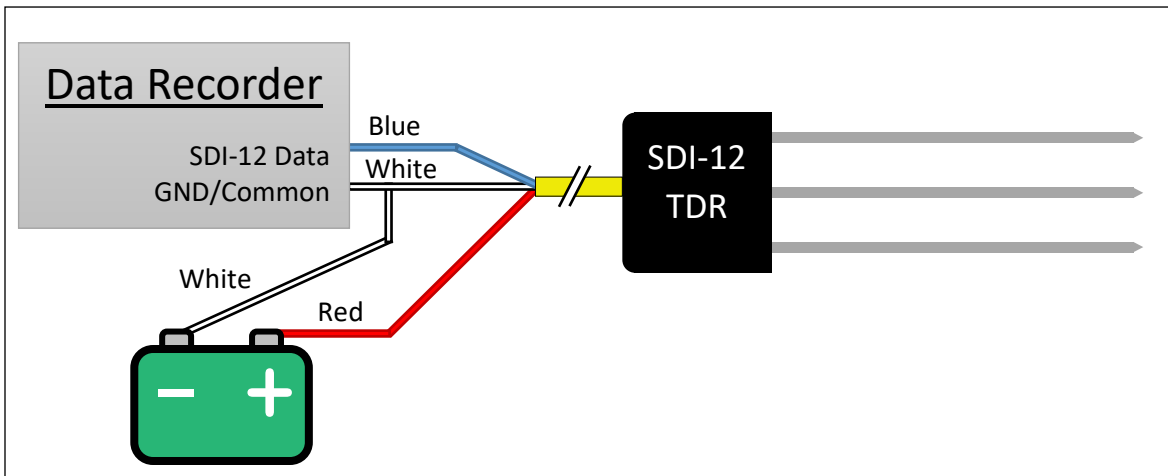 Data Recorder
SDI-12 Data
GND/Common
Blue
White
White
Red
SDI-12
TDR